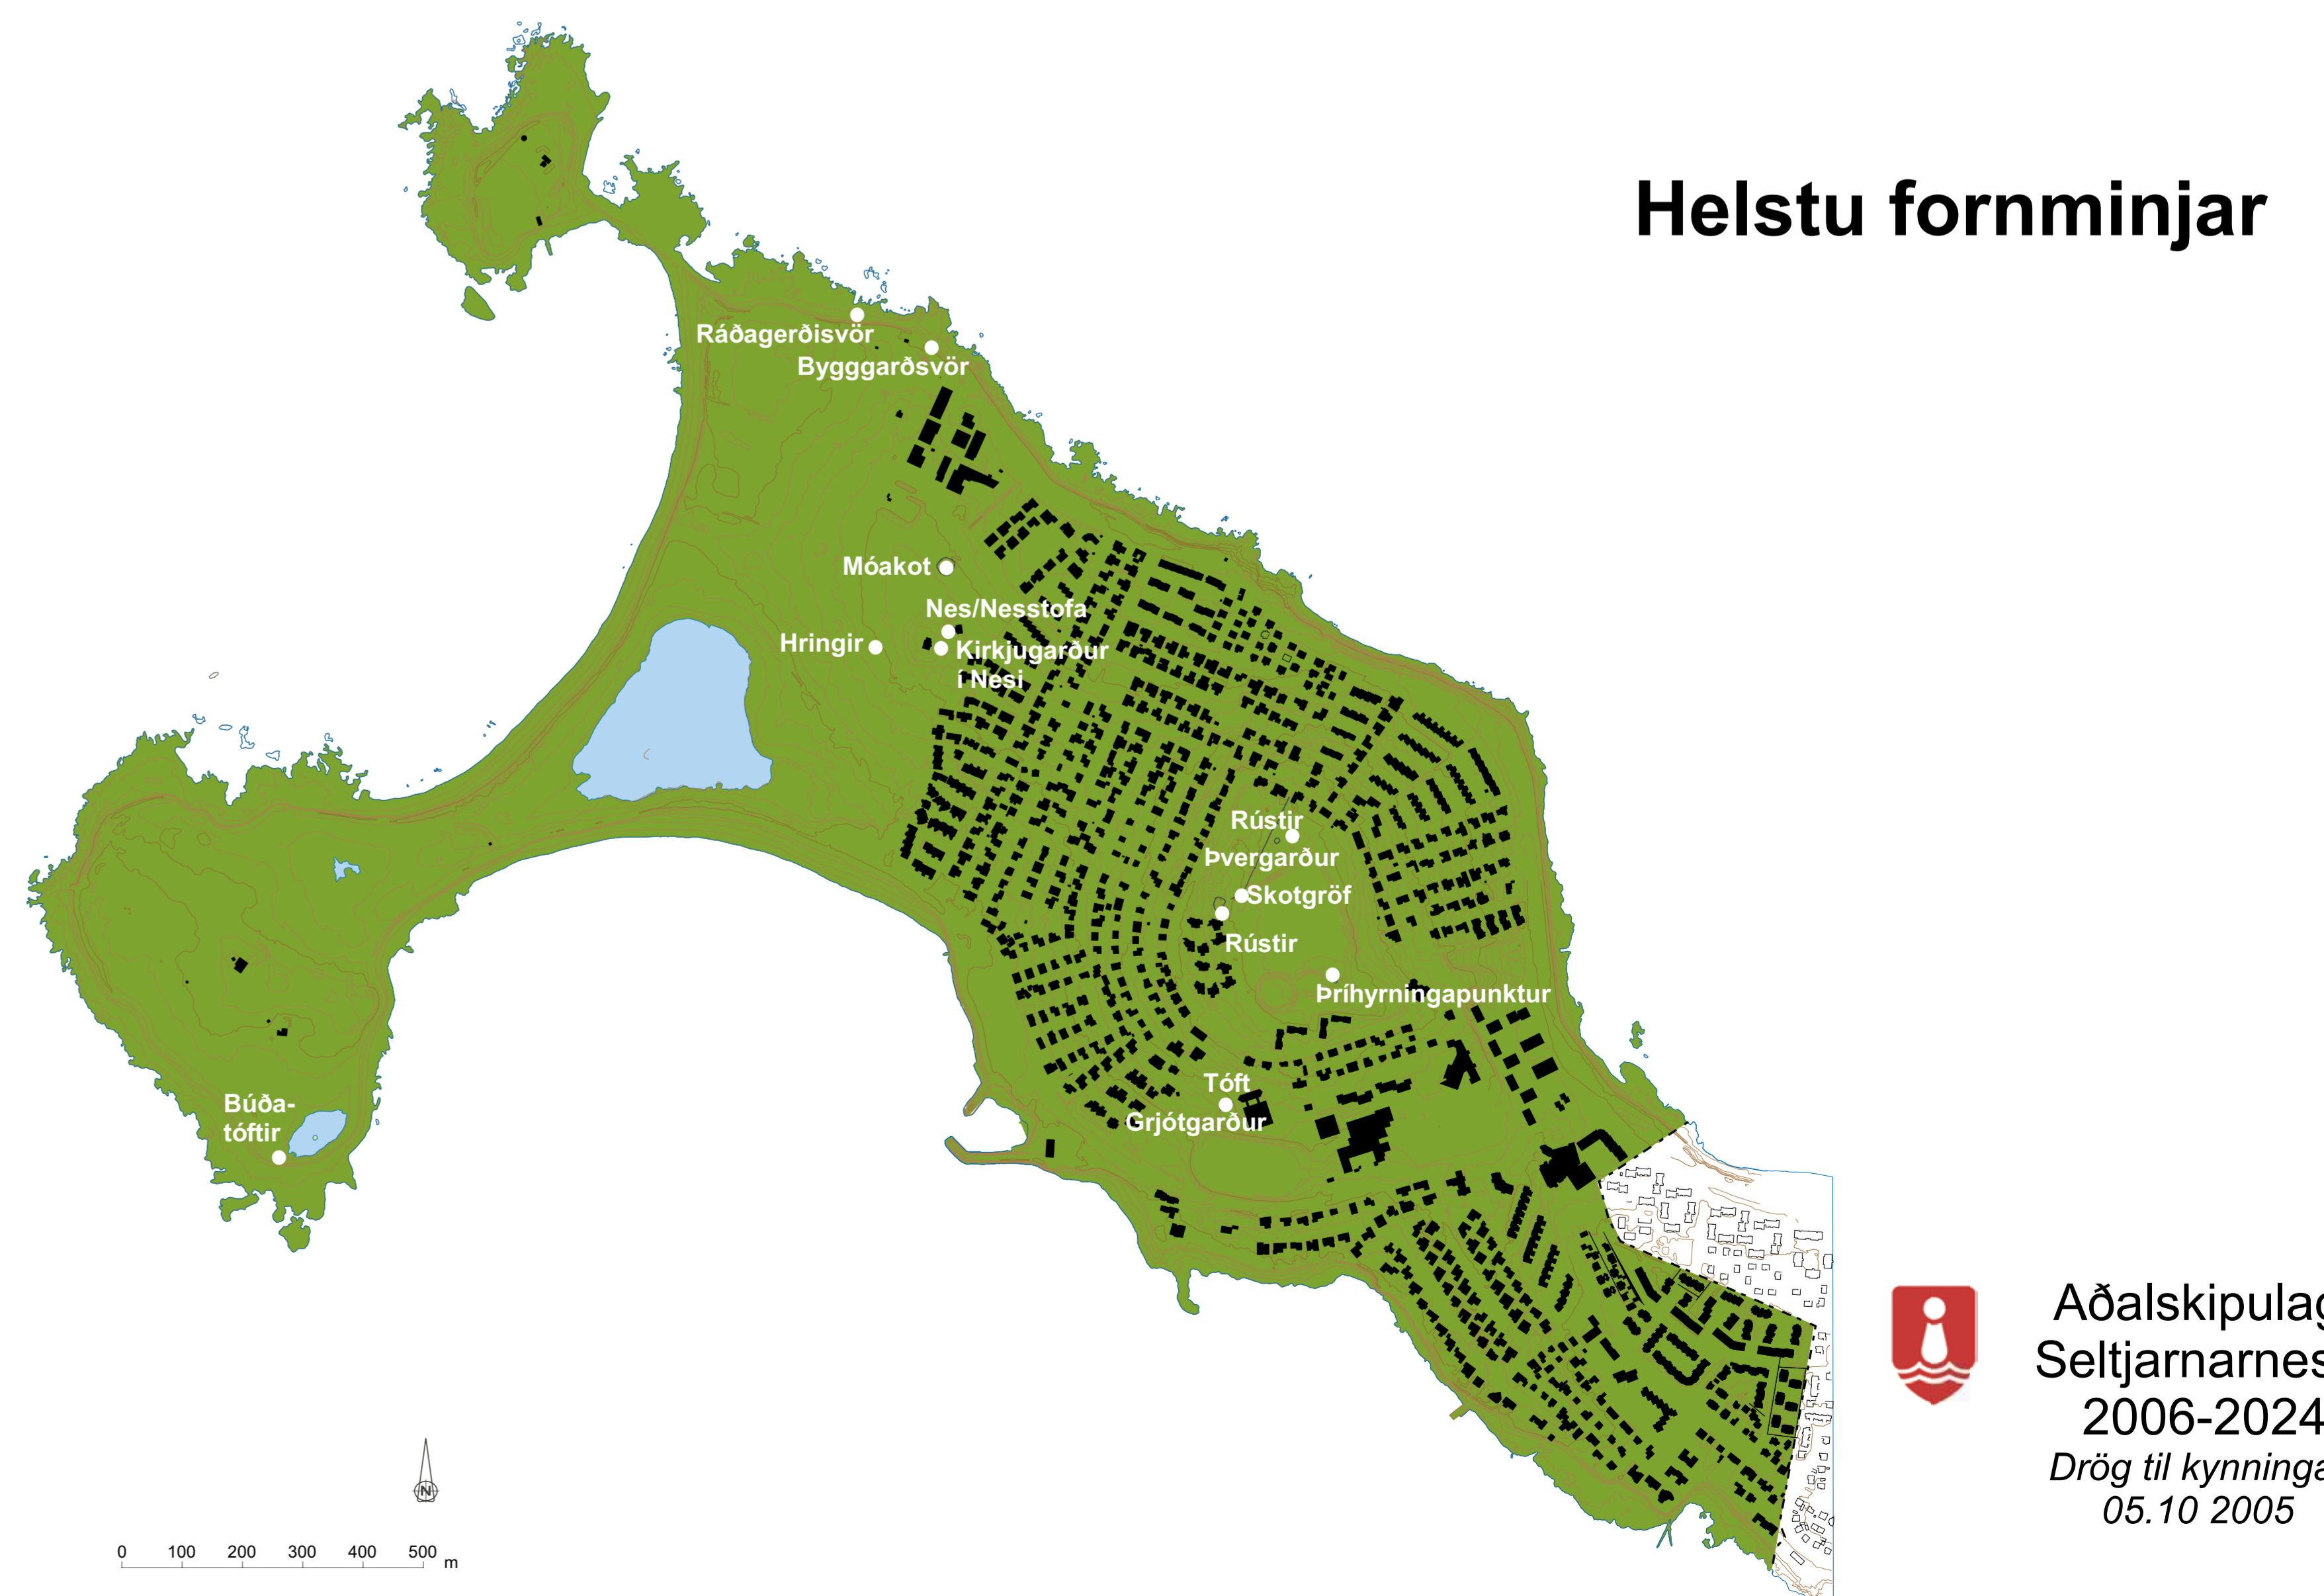 Helstu fornminjar
Ráðagerðisvör
Bygggarðsvör
Móakot
Nes/Nesstofa
Hringir
Kirkjugarður
í Nesi
Rústir
Þvergarður
Skotgröf
Rústir
Þríhyrningapunktur
Tóft
Grjótgarður
Búða-
tóftir
Aðalskipulag
Seltjarnarnes
2006-2024
Drög til kynninga
05.10 2005
N
0 100 200 300 400 500 m